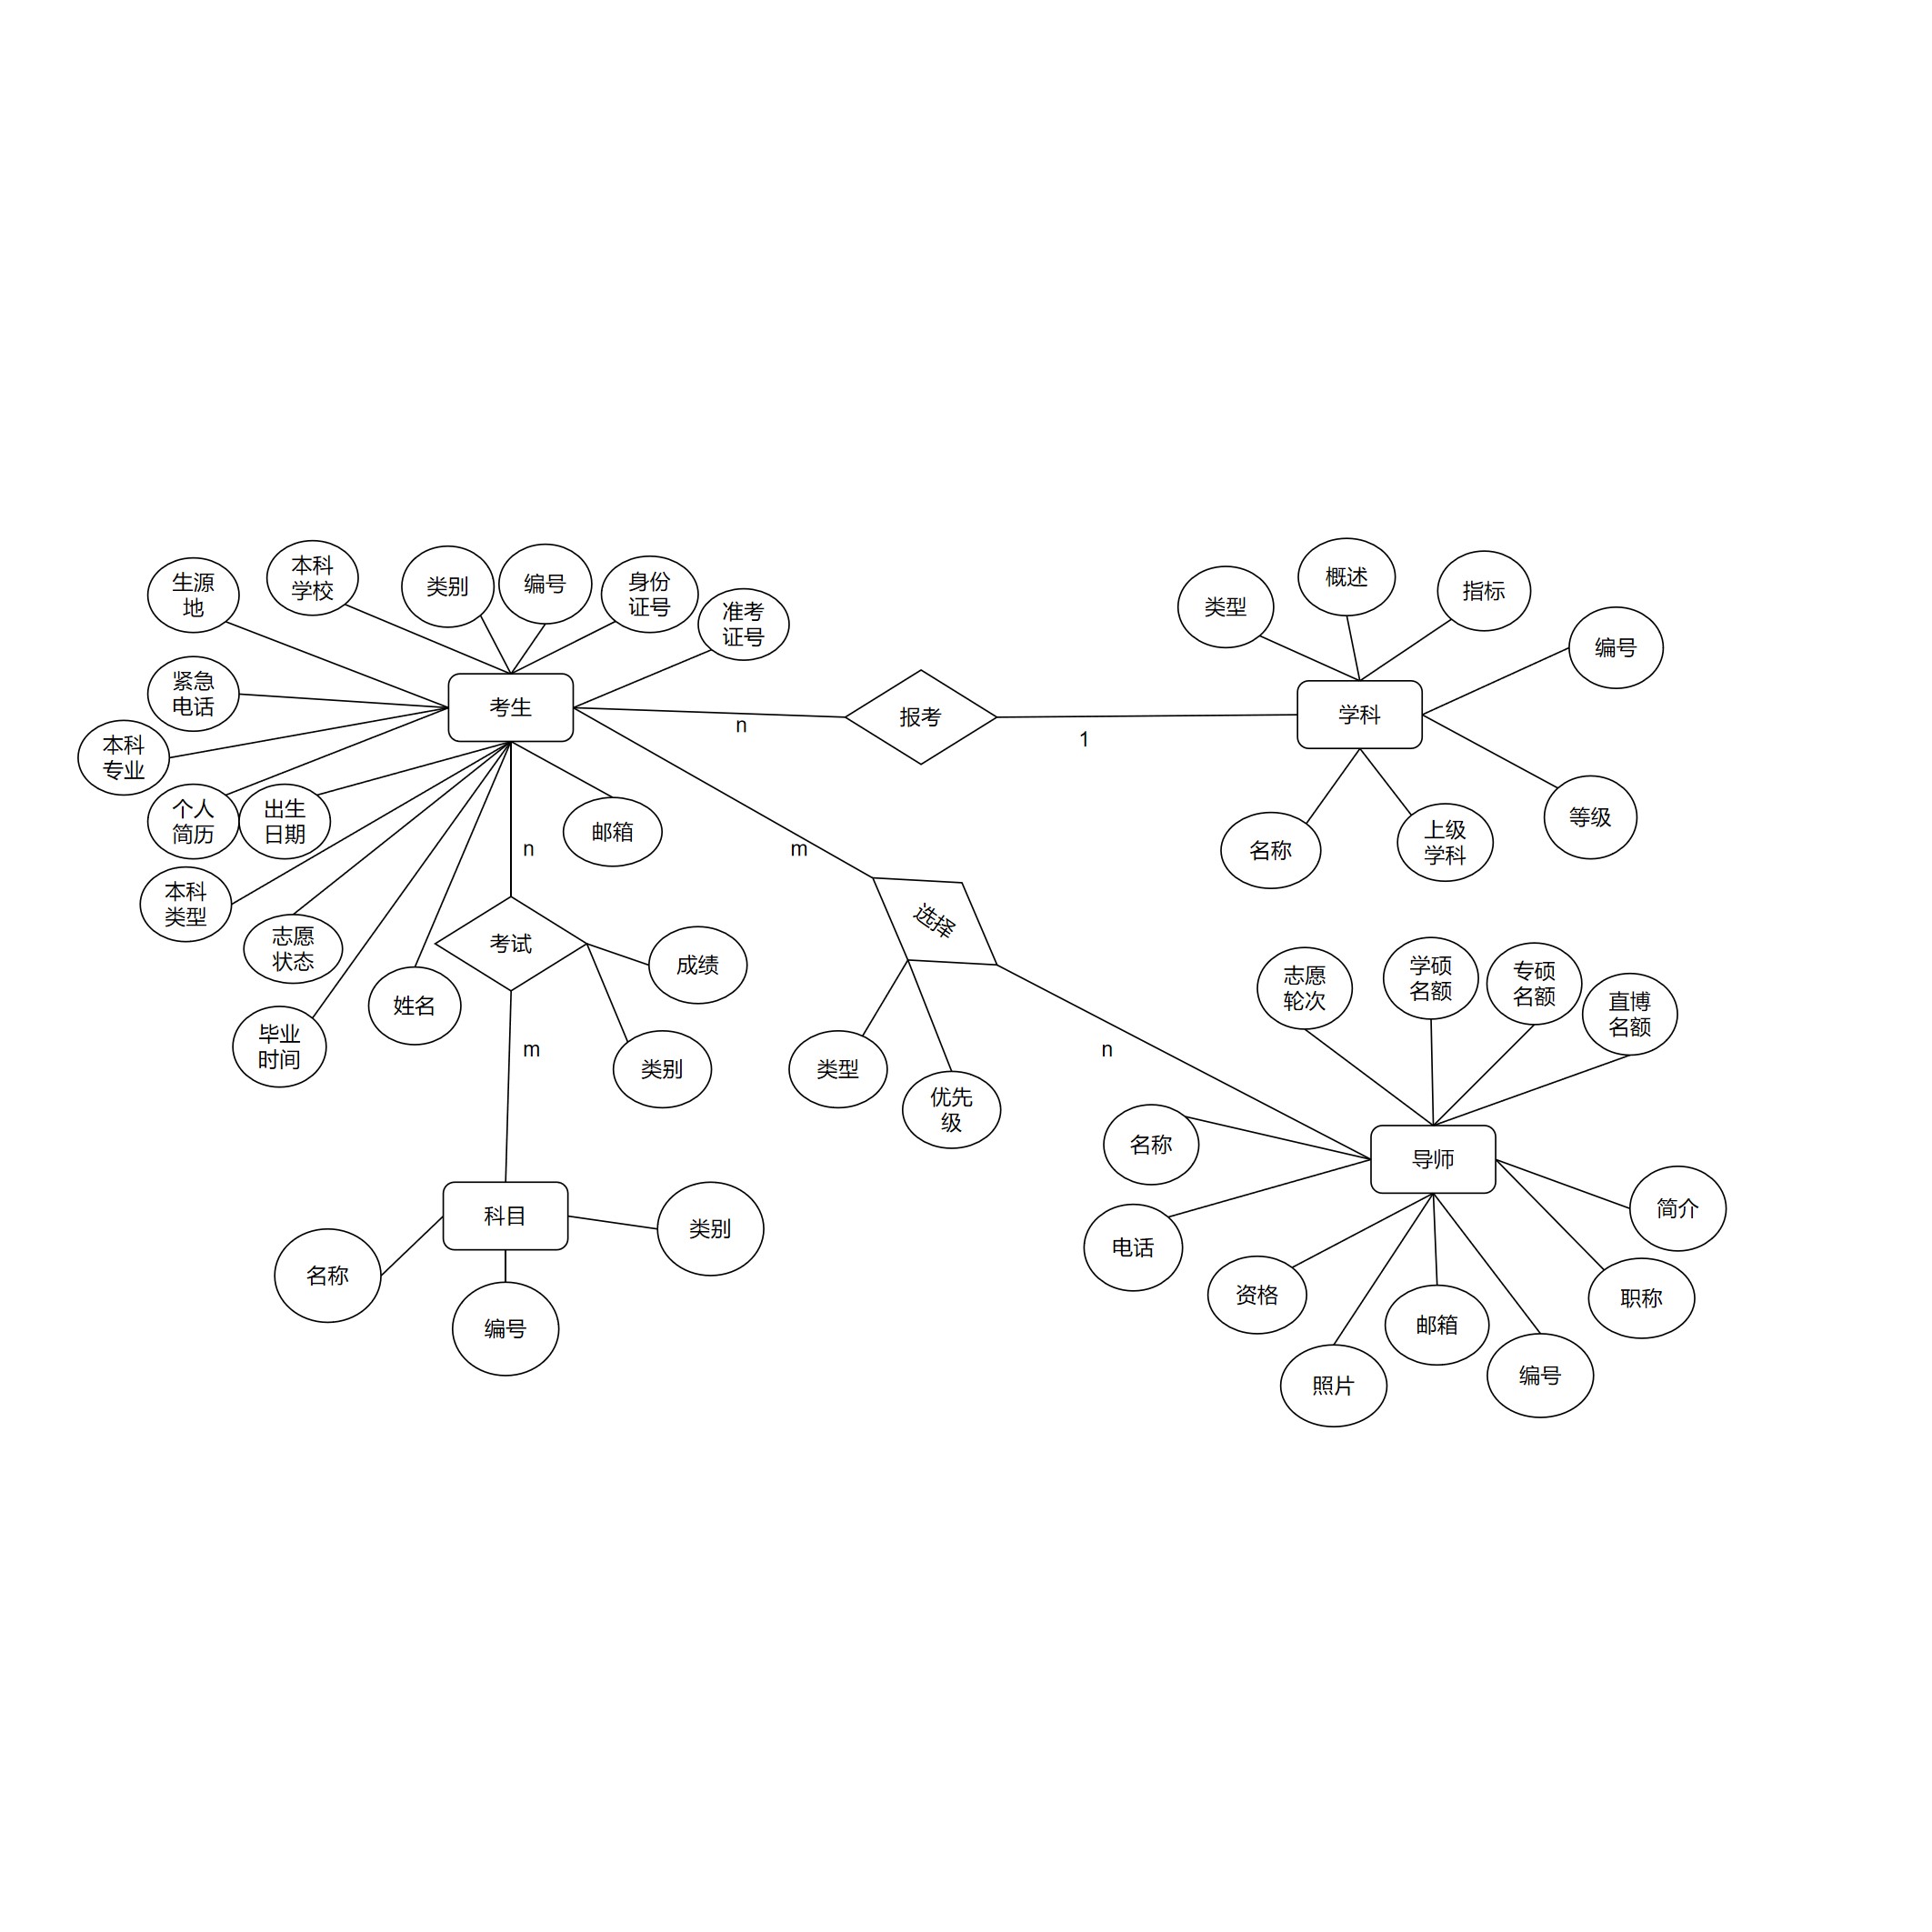 生源
地
本科
学校
类别
编号
身份
证号
准考
证号
紧急
电话
考生
本科
专业
个人
简历
出生
日期
邮箱
本科
类型
志愿
状态
毕业
时间
姓名
n
考试
成绩
类别
m
科目
名称
编号
类别
n
报考
1
类型
概述
指标
编号
学科
名称
上级
学科
等级
m
选择
类型
优先
级
n
志愿
轮次
学硕
名额
专硕
名额
直博
名额
名称
导师
电话
资格
照片
邮箱
编号
职称
简介